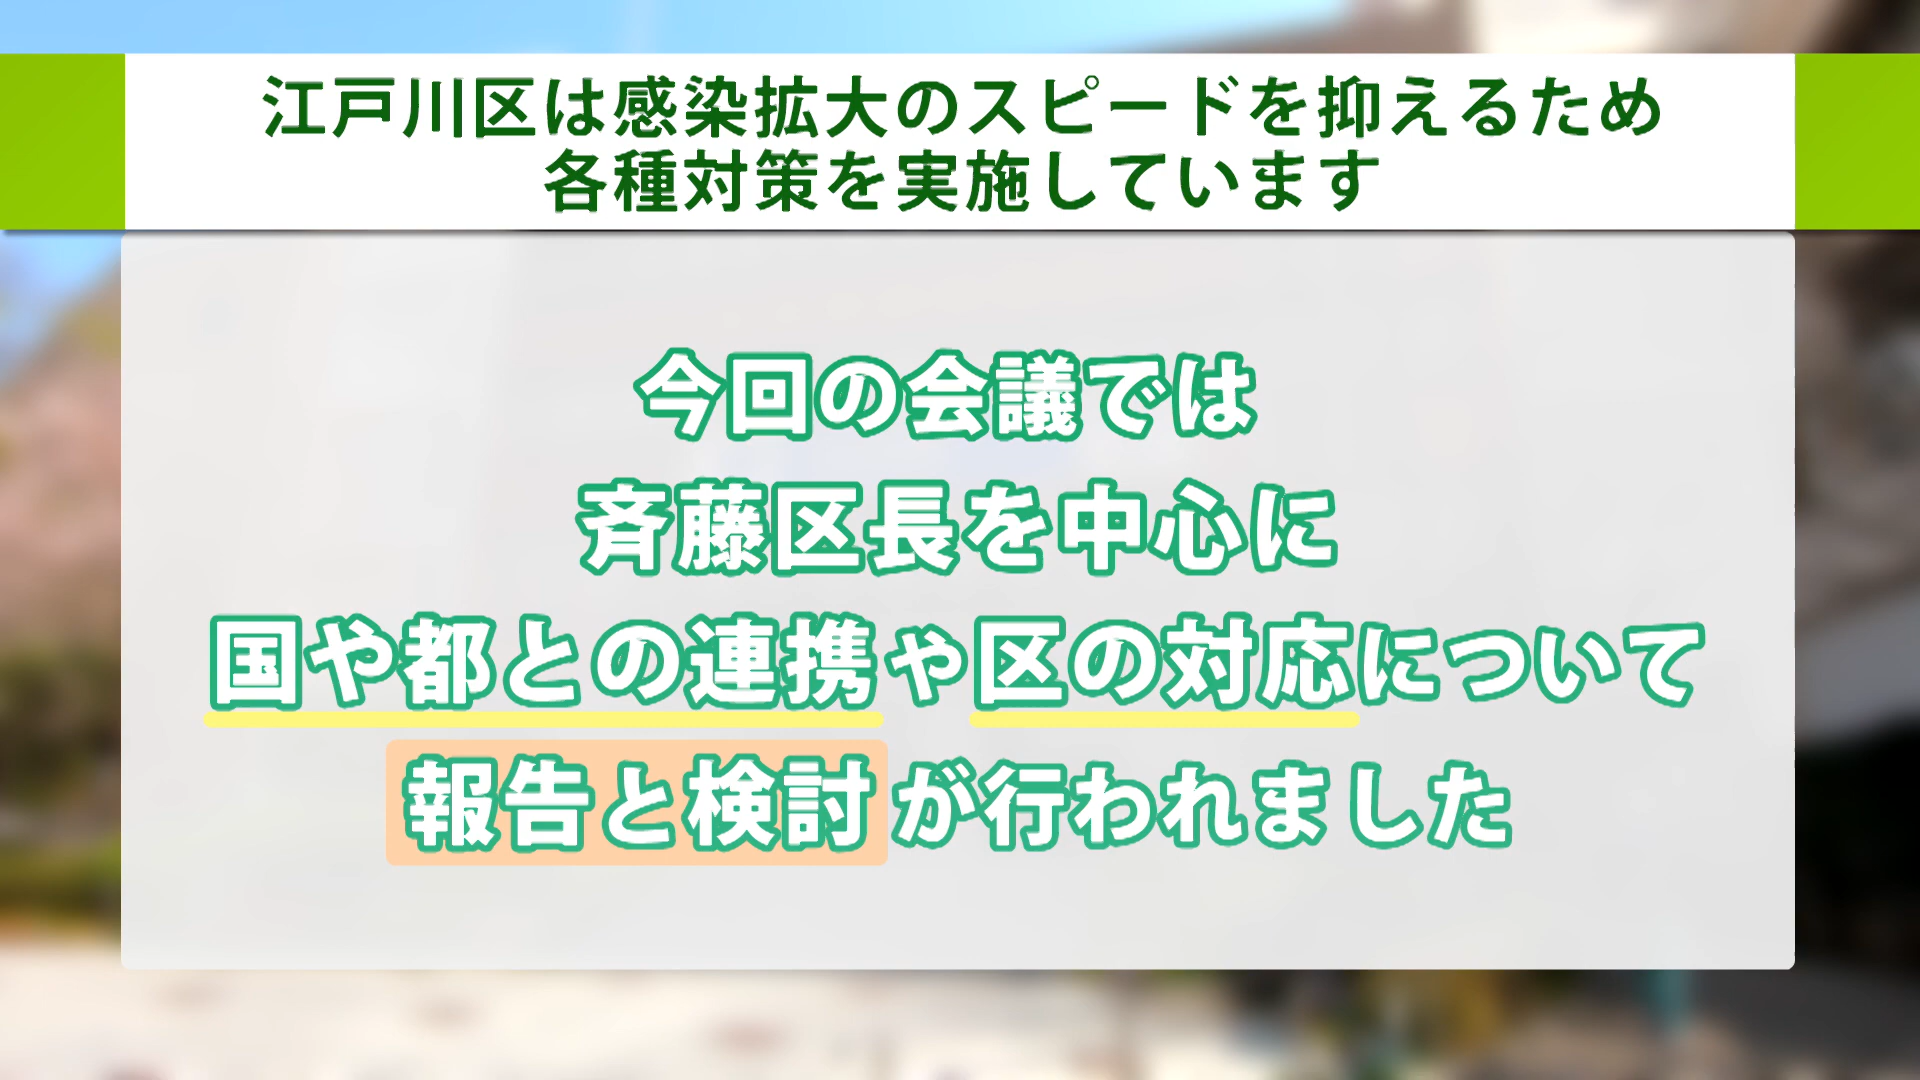 江戸川区は感染拡大のスピードを抑えるため
各種対策を実施しています
今回の会議では
斉藤区長を中心に
国や都との連携や区の対応について
報告と検討が行われました